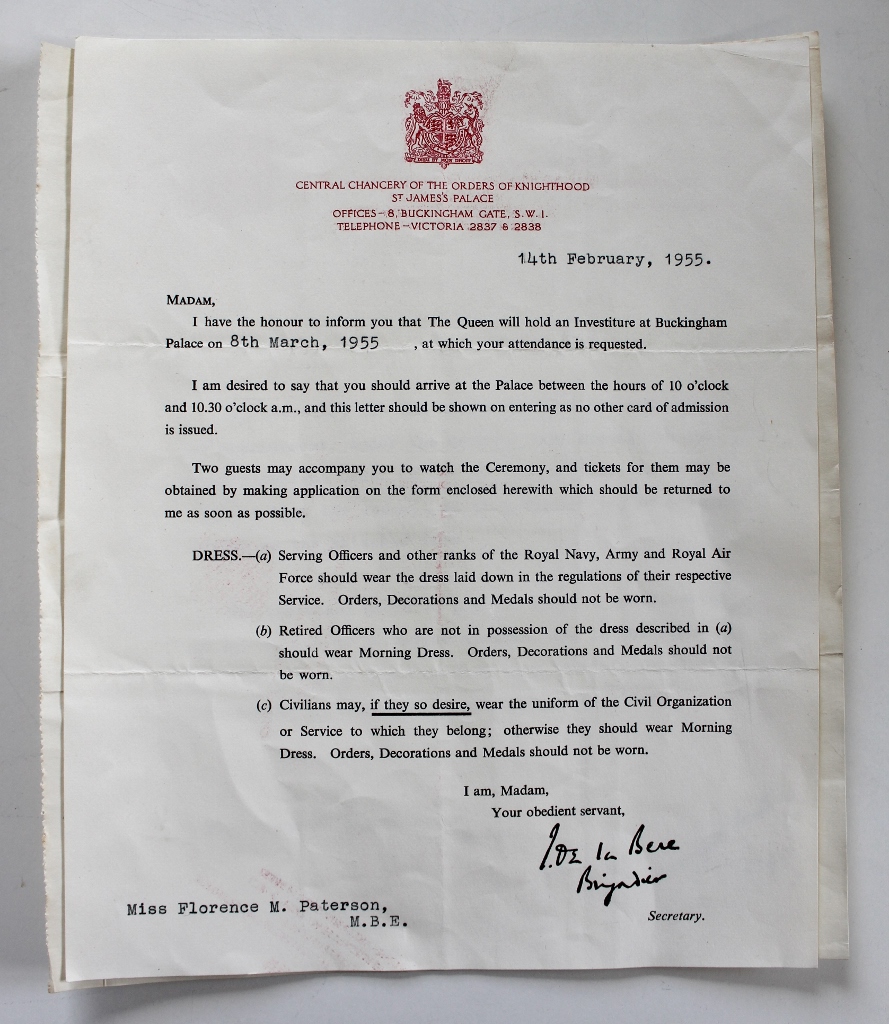 CENTRAL CHANCERY OF THE ORDERS OF KNIGHTHOOD
ST JAMES'S PALACE
OFFICES–8, BUCKINGHAM GATE, S.W.1.
TELEPHONE–VICTORIA 2837 & 2838
14th February, 1955.
MADAM,
I have the honour to inform you that The Queen will hold an Investiture at Buckingham
Palace on 8th March, 1955 , at which your attendance is requested.
I am desired to say that you should arrive at the Palace between the hours of 10 o'clock
and 10.30 o'clock a.m., and this letter should be shown on entering as no other card of admission
is issued.
Two guests may accompany you to watch the Ceremony, and tickets for them may be
obtained by making application on the form enclosed herewith which should be returned to
me as soon as possible.
DRESS.—(a) Serving Officers and other ranks of the Royal Navy, Army and Royal Air
Force should wear the dress laid down in the regulations of their respective
Service. Orders, Decorations and Medals should not be worn.
(b) Retired Officers who are not in possession of the dress described in (a)
should wear Morning Dress. Orders, Decorations and Medals should not
be worn.
(c) Civilians may, if they so desire, wear the uniform of the Civil Organization
or Service to which they belong; otherwise they should wear Morning
Dress. Orders, Decorations and Medals should not be worn.
I am, Madam,
Your obedient servant,
I. De la Bere
Brigadier
Secretary.
Miss Florence M. Paterson,
M.B.E.